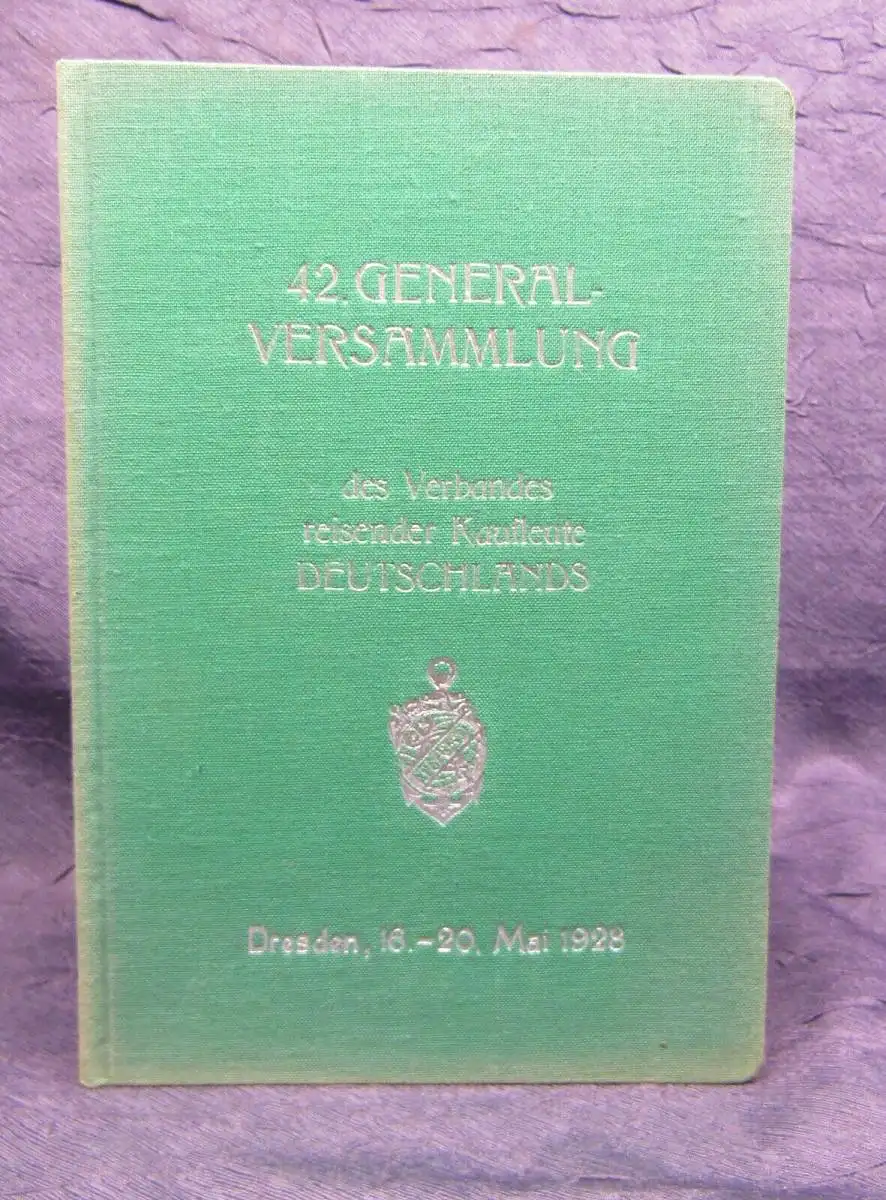 42. GENERAL-
VERSAMMLUNG
des Verbandes
reisender Kaufleute
DEUTSCHLANDS
Dresden, 16.-20. Mai 1928